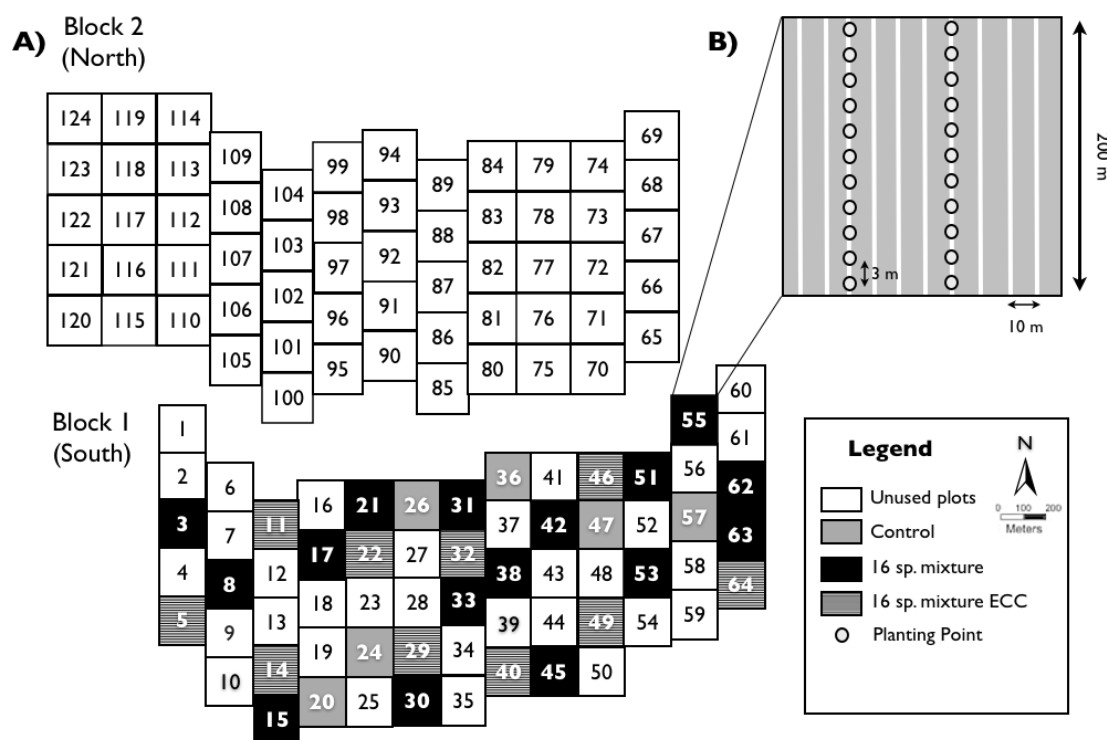 A)
Block 2
(North)
B)
124 119 114
123 118 113
122 117 112
121 116 111
120 115 110
109
108
107
106
105
104
103
102
101
100
99
98
97
96
95
94
93
92
91
90
89
88
87
86
85
84 79 74
83 78 73
82 77 72
81 76 71
80 75 70
69
68
67
66
65
200 m
3 m
10 m
Block 1
(South)
1
2
3
4
5
6
7
8
9
10
11
12
13
14
15
16 21 26 31
17 22 27 32
18 23 28 33
19 24 29 34
20 25 30 35
36 41 46 51
37 42 47 52
38 43 48 53
39 44 49 54
40 45 50
55
56
57
58
59
60
61
62
63
64
Legend
N
0 100 200
Meters
Unused plots
Control
16 sp. mixture
16 sp. mixture ECC
Planting Point